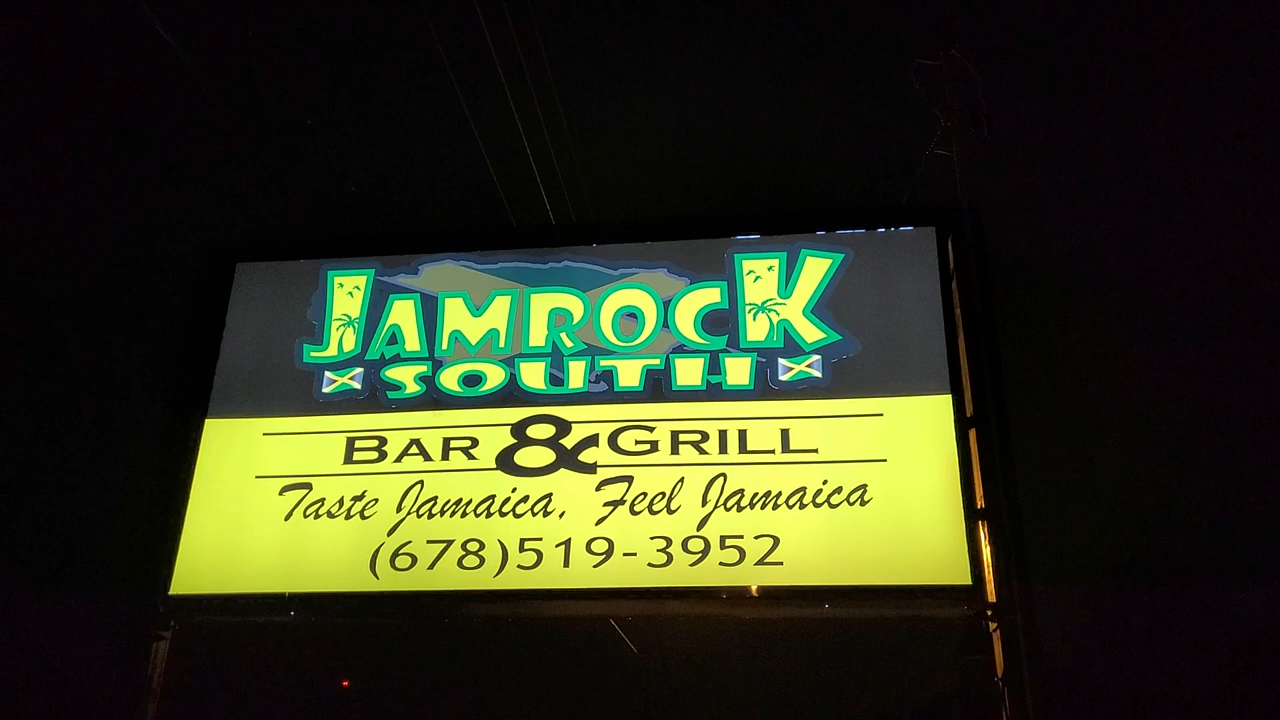 JAMROCK
SOUTH
BAR & GRILL
Taste Jamaica, Feel Jamaica
(678)519-3952